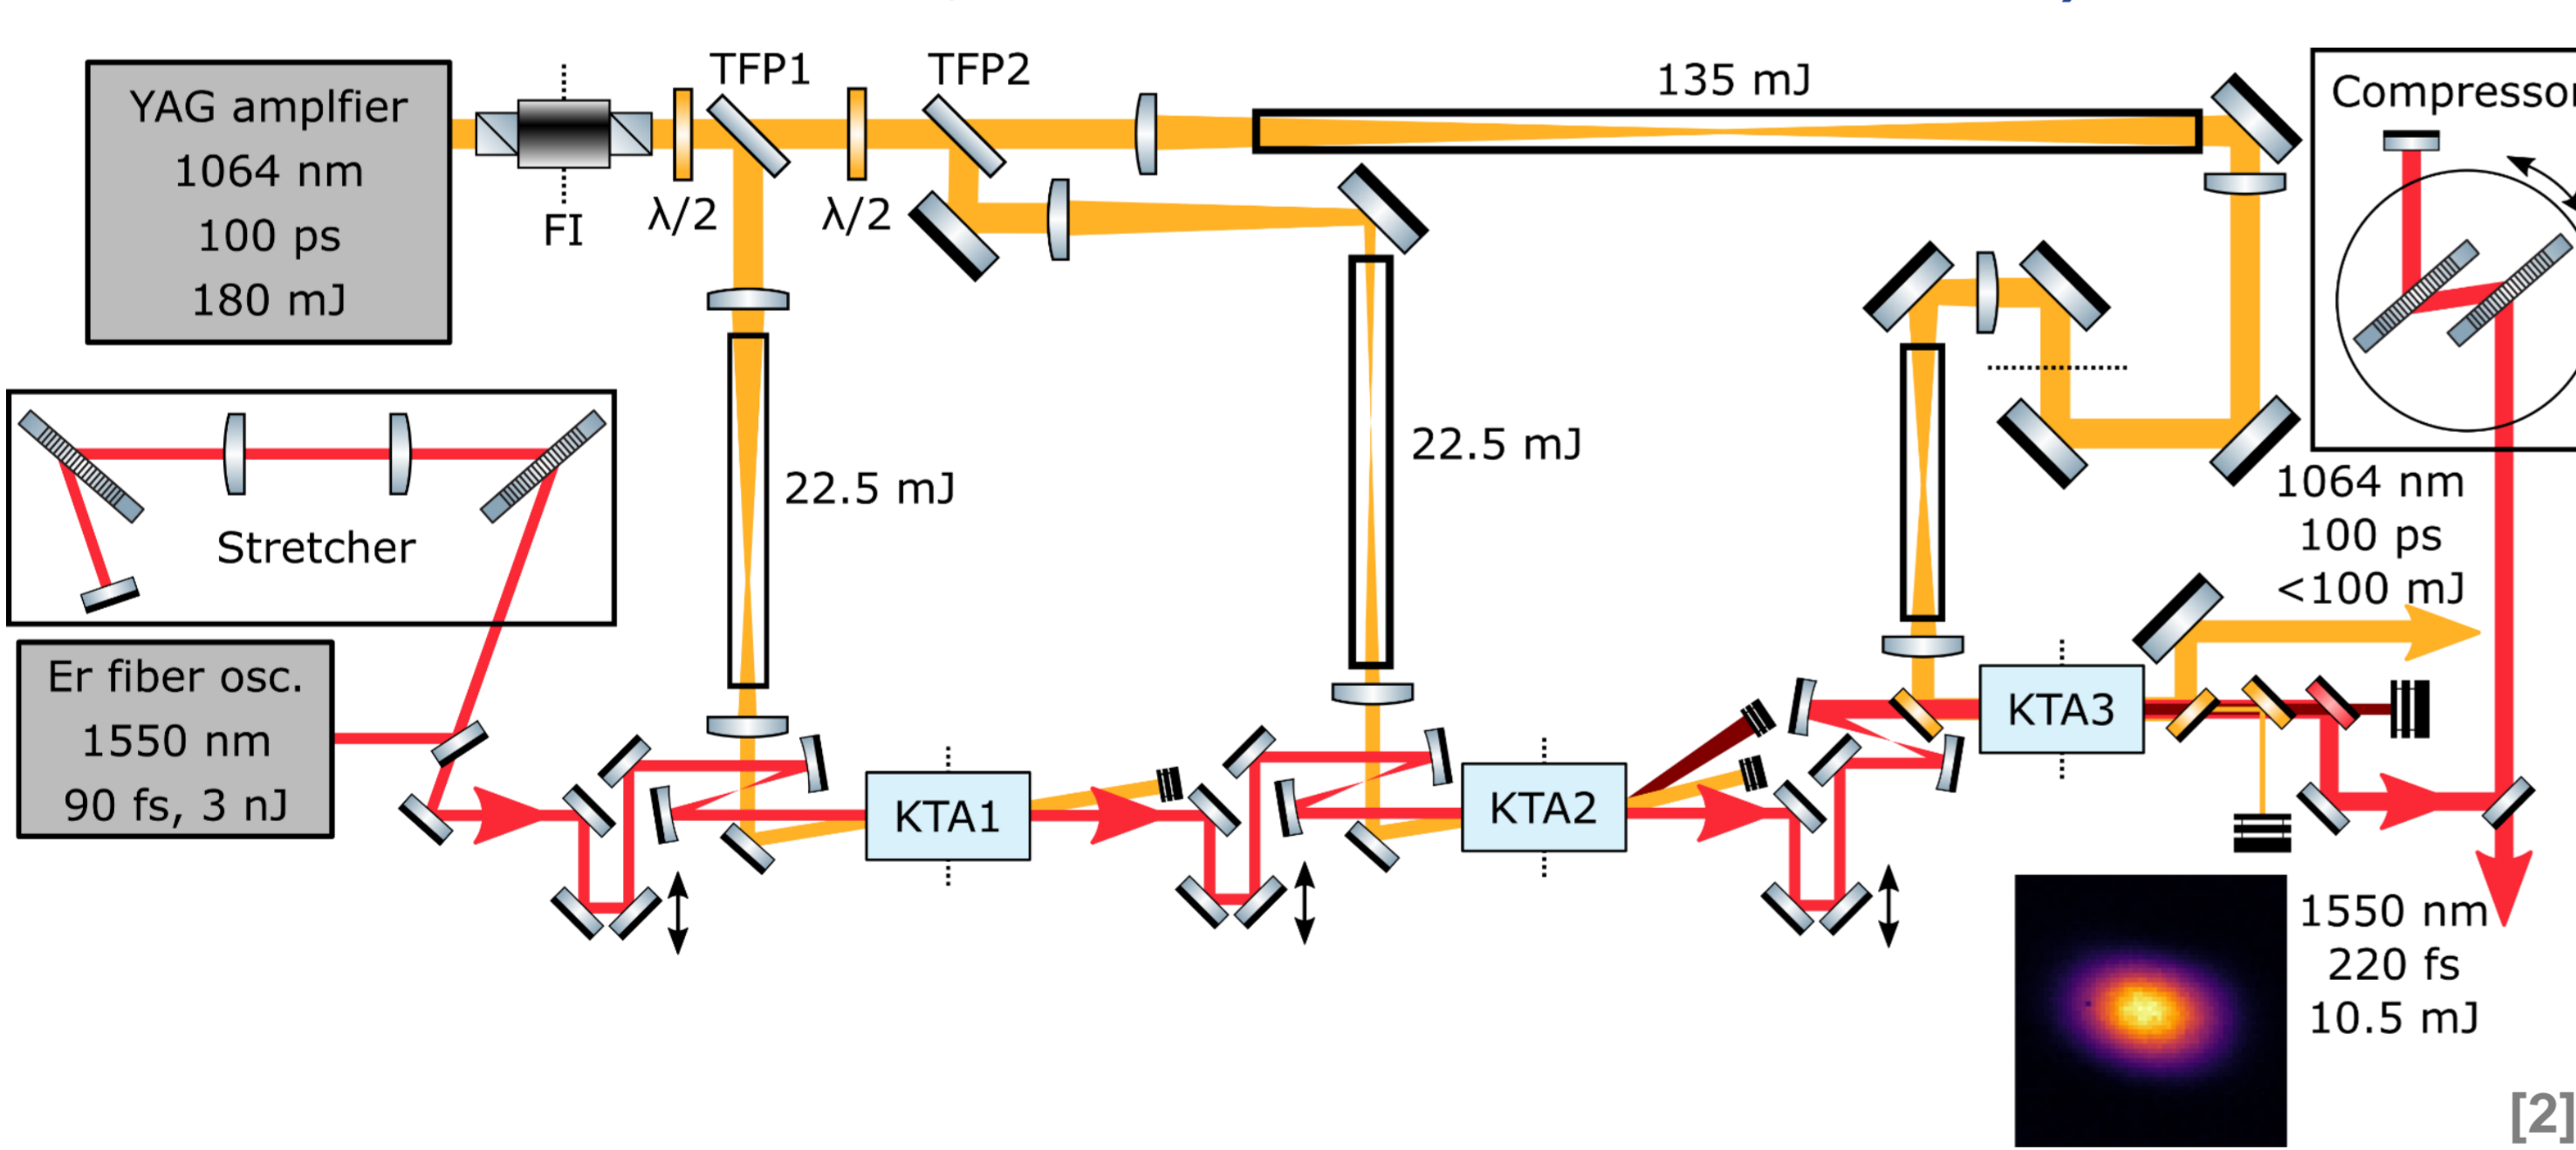 YAG amplfier
1064 nm
100 ps
180 mJ
FI
λ/2
TFP1
λ/2
TFP2
135 mJ
22.5 mJ
22.5 mJ
Stretcher
Er fiber osc.
1550 nm
90 fs, 3 nJ
KTA1
KTA2
KTA3
1064 nm
100 ps
<100 mJ
1550 nm
220 fs
10.5 mJ
[2]